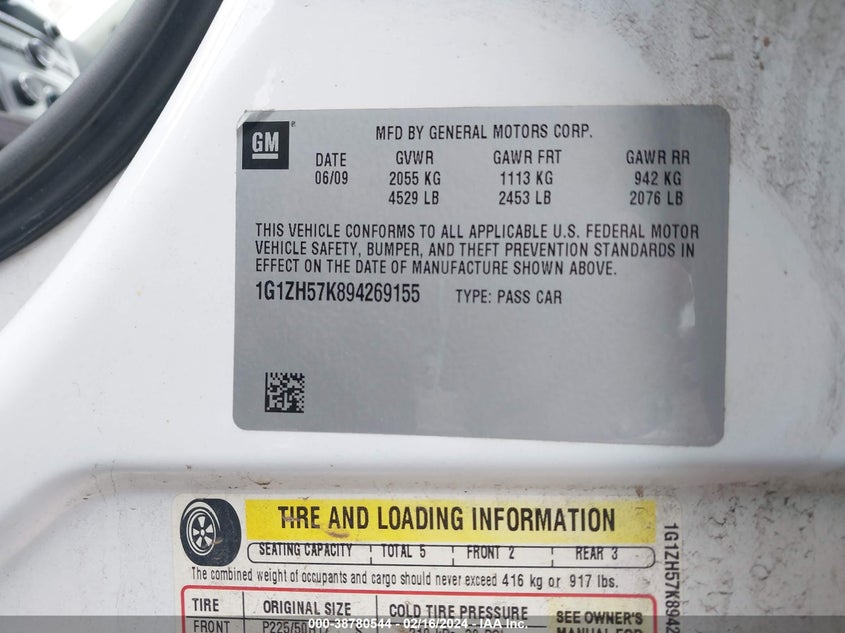 GM ®
MFD BY GENERAL MOTORS CORP.
DATE GVWR GAWR FRT GAWR RR
06/09 2055 KG 1113 KG 942 KG
4529 LB 2453 LB 2076 LB
THIS VEHICLE CONFORMS TO ALL APPLICABLE U.S. FEDERAL MOTOR
VEHICLE SAFETY, BUMPER, AND THEFT PREVENTION STANDARDS IN
EFFECT ON THE DATE OF MANUFACTURE SHOWN ABOVE.
1G1ZH57K894269155 TYPE: PASS CAR
TIRE AND LOADING INFORMATION
SEATING CAPACITY TOTAL 5 FRONT 2 REAR 3
The combined weight of occupants and cargo should never exceed 416 kg or 917 lbs.
TIRE ORIGINAL SIZE COLD TIRE PRESSURE SEE OWNER'S
FRONT MANUAL FOR
1G1ZH57K8942
000-38780544 - 02/16/2024 - IAA Inc.